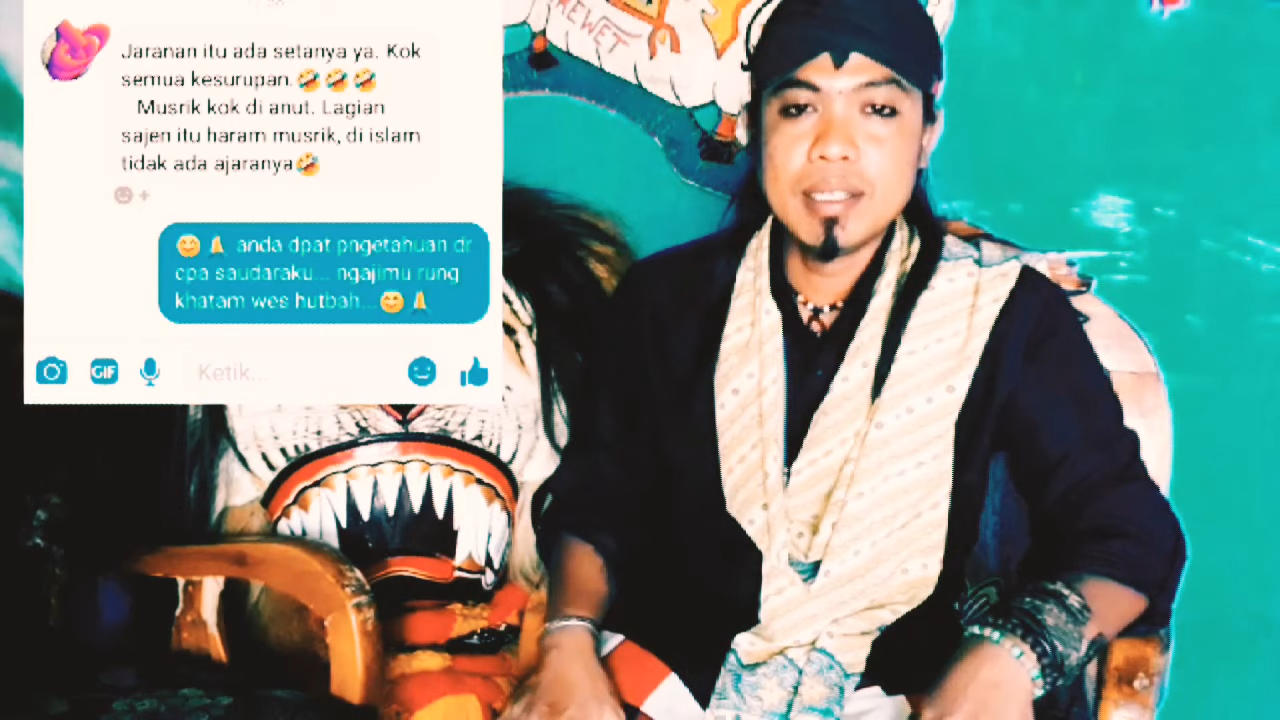 Jaranan itu ada setanya ya. Kok
semua kesurupan.🤣🤣🤣
Musrik kok di anut. Lagian
sajen itu haram musrik, di islam
tidak ada ajaranya🤣
😊🙏 anda dpat pngetahuan dr
cpa saudaraku... ngajimu rung
khatam wes hutbah...😊🙏
GIF
Ketik...